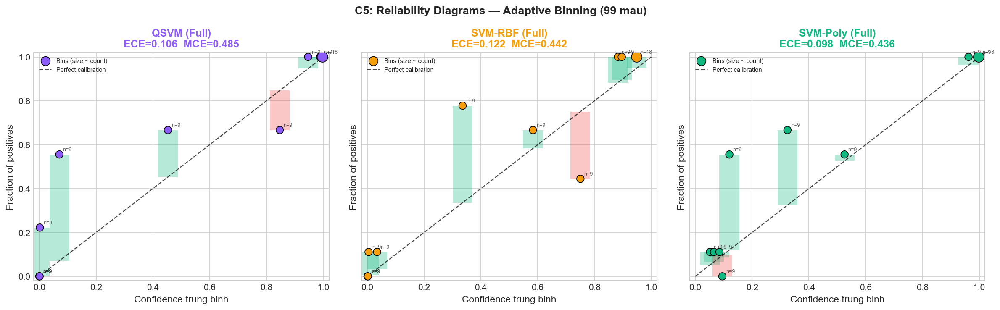 C5: Reliability Diagrams — Adaptive Binning (99 mau)
QSVM (Full)
ECE=0.106  MCE=0.485
Bins (size ~ count)
Perfect calibration
n=9
n=18
n=9
n=9
n=9
n=9
n=9
1.0
0.8
0.6
0.4
0.2
0.0
Fraction of positives
0.0 0.2 0.4 0.6 0.8 1.0
Confidence trung binh
SVM-RBF (Full)
ECE=0.122  MCE=0.442
Bins (size ~ count)
Perfect calibration
n=9
n=18
n=9
n=9
n=9
n=9
n=9
n=9
Fraction of positives
0.0 0.2 0.4 0.6 0.8 1.0
Confidence trung binh
SVM-Poly (Full)
ECE=0.098  MCE=0.436
Bins (size ~ count)
Perfect calibration
n=9
n=18
n=9
n=9
n=9
n=9
n=9
Fraction of positives
0.0 0.2 0.4 0.6 0.8 1.0
Confidence trung binh